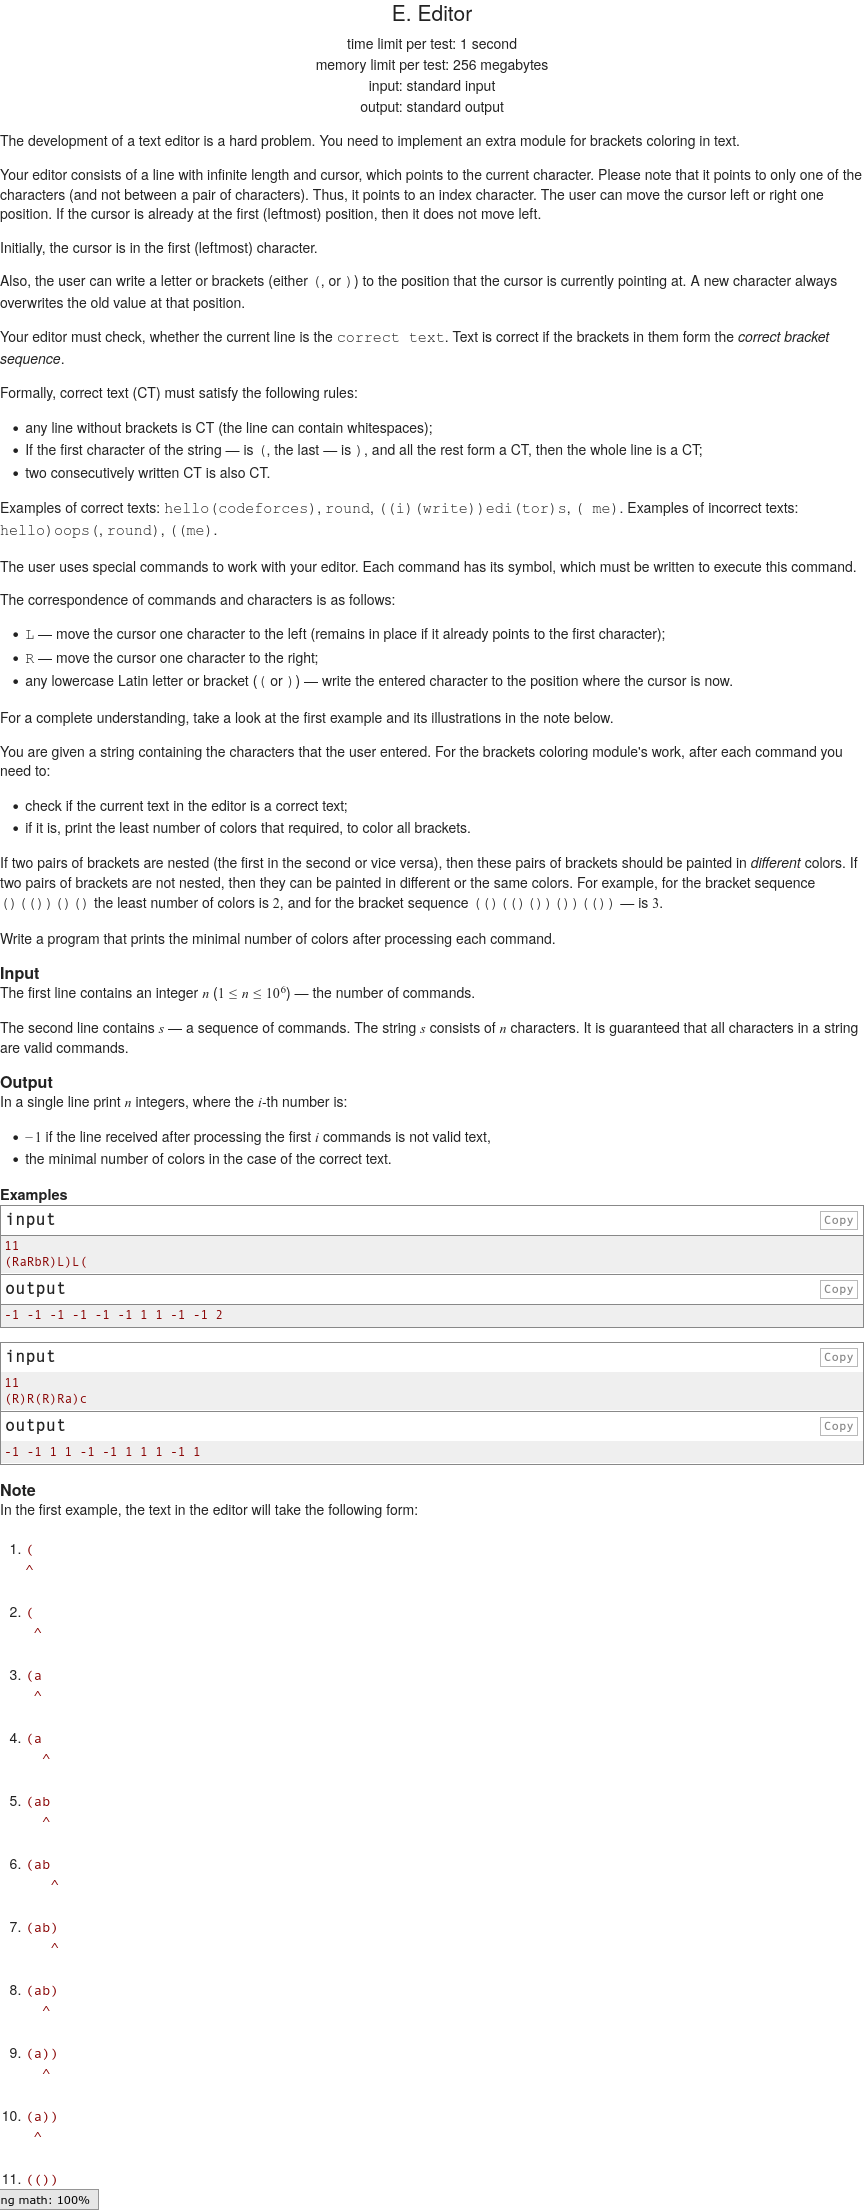 E. Editor
time limit per test: 1 second
memory limit per test: 256 megabytes
input: standard input
output: standard output
The development of a text editor is a hard problem. You need to implement an extra module for brackets coloring in text.
Your editor consists of a line with infinite length and cursor, which points to the current character. Please note that it points to only one of the
characters (and not between a pair of characters). Thus, it points to an index character. The user can move the cursor left or right one
position. If the cursor is already at the first (leftmost) position, then it does not move left.
Initially, the cursor is in the first (leftmost) character.
Also, the user can write a letter or brackets (either (, or )) to the position that the cursor is currently pointing at. A new character always
overwrites the old value at that position.
Your editor must check, whether the current line is the correct text. Text is correct if the brackets in them form the correct bracket
sequence.
Formally, correct text (CT) must satisfy the following rules:
• any line without brackets is CT (the line can contain whitespaces);
• If the first character of the string — is (, the last — is ), and all the rest form a CT, then the whole line is a CT;
• two consecutively written CT is also CT.
Examples of correct texts: hello(codeforces), round, ((i)(write))edi(tor)s, ( me). Examples of incorrect texts:
hello)oops(, round), ((me).
The user uses special commands to work with your editor. Each command has its symbol, which must be written to execute this command.
The correspondence of commands and characters is as follows:
• L — move the cursor one character to the left (remains in place if it already points to the first character);
• R — move the cursor one character to the right;
• any lowercase Latin letter or bracket (( or )) — write the entered character to the position where the cursor is now.
For a complete understanding, take a look at the first example and its illustrations in the note below.
You are given a string containing the characters that the user entered. For the brackets coloring module's work, after each command you
need to:
• check if the current text in the editor is a correct text;
• if it is, print the least number of colors that required, to color all brackets.
If two pairs of brackets are nested (the first in the second or vice versa), then these pairs of brackets should be painted in different colors. If
two pairs of brackets are not nested, then they can be painted in different or the same colors. For example, for the bracket sequence
()(())()() the least number of colors is 2, and for the bracket sequence (()(()())())(()) — is 3.
Write a program that prints the minimal number of colors after processing each command.
Input
The first line contains an integer n (1 ≤ n ≤ 10⁶) — the number of commands.
The second line contains s — a sequence of commands. The string s consists of n characters. It is guaranteed that all characters in a string
are valid commands.
Output
In a single line print n integers, where the i-th number is:
• −1 if the line received after processing the first i commands is not valid text,
• the minimal number of colors in the case of the correct text.
Examples
input
Copy
11
(RaRbR)L)L(
output
Copy
-1 -1 -1 -1 -1 -1 1 1 -1 -1 2
input
Copy
11
(R)R(R)Ra)c
output
Copy
-1 -1 1 1 -1 -1 1 1 1 -1 1
Note
In the first example, the text in the editor will take the following form:
1. (
^
2. (
^
3. (a
^
4. (a
^
5. (ab
^
6. (ab
^
7. (ab)
^
8. (ab)
^
9. (a))
^
10. (a))
^
11. (())
ng math: 100%